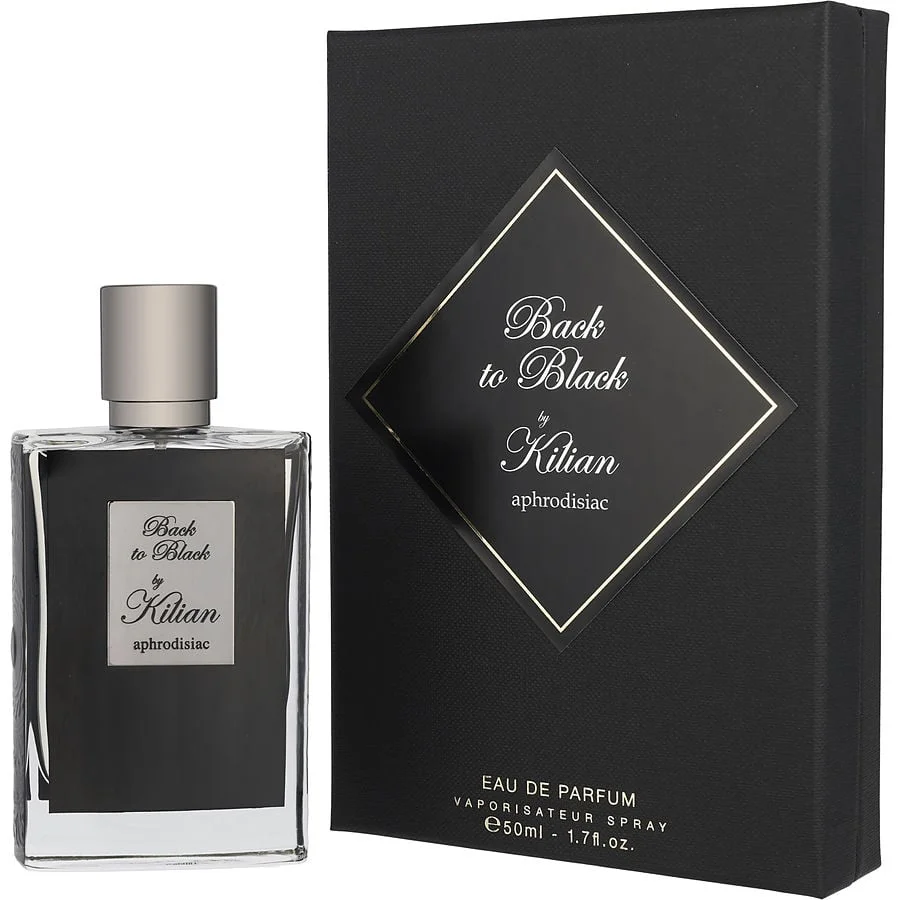 Back
to Black
by
Kilian
aphrodisiac
Back
to Black
by
Kilian
aphrodisiac
EAU DE PARFUM
VAPORISATEUR SPRAY
℮50ml - 1.7fl.oz.